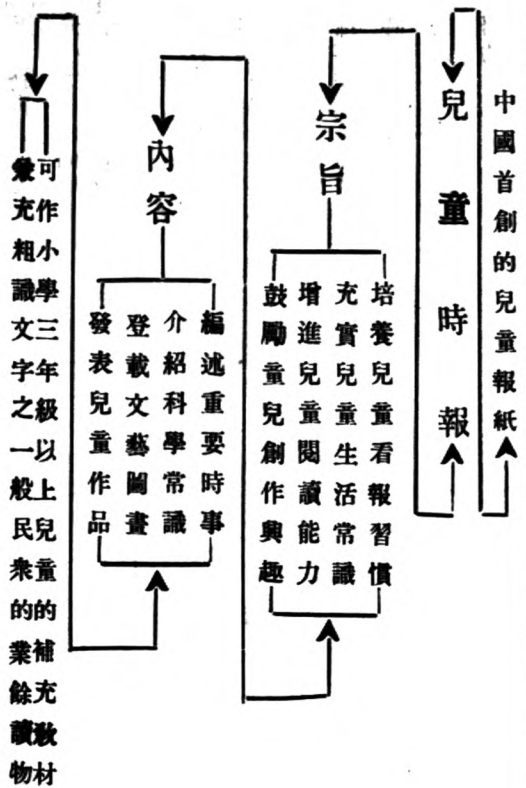 中國首創的兒童報紙
兒童時報
宗旨
培養兒童看報習慣
充實兒童生活常識
增進兒童閱讀能力
鼓勵童兒創作興趣
內容
編述重要時事
介紹科學常識
登載文藝圖畫
發表兒童作品
可作小學三年級以上兒童的補充教材
兼充粗識文字之一般民眾的業餘讀物